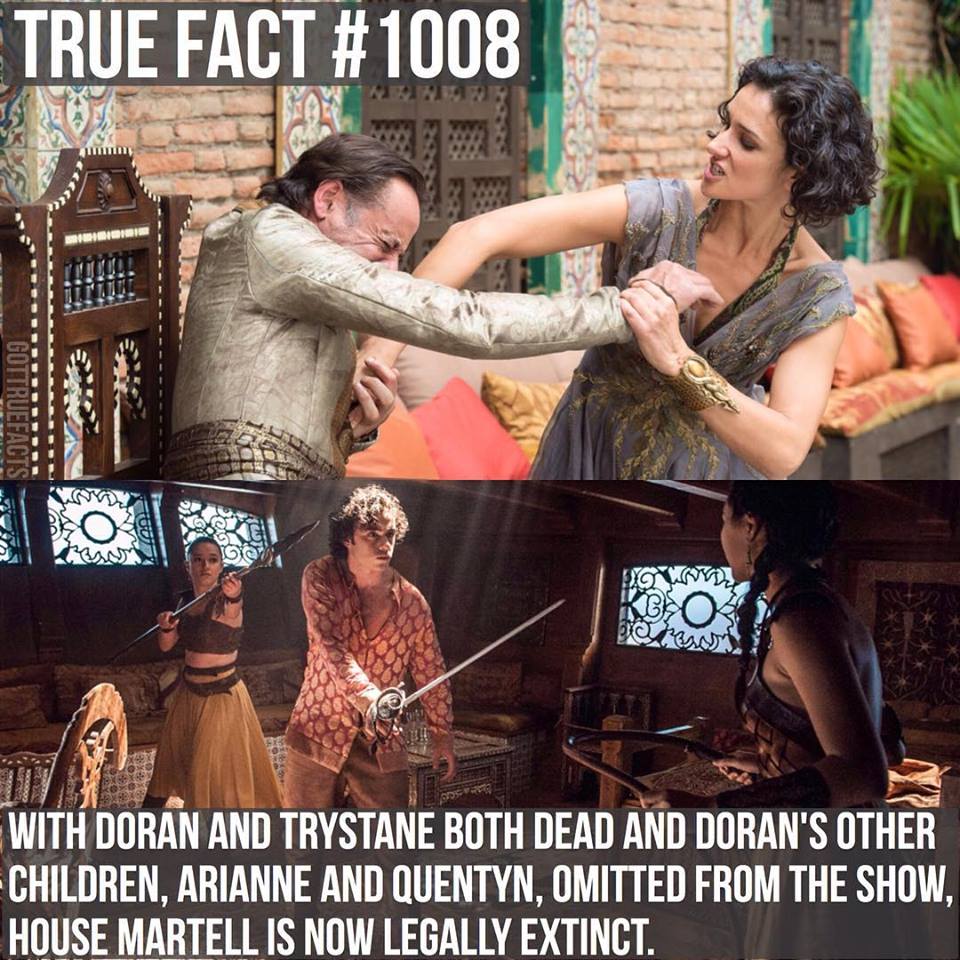 TRUE FACT #1008
GOTTRUEFACTS
WITH DORAN AND TRYSTANE BOTH DEAD AND DORAN'S OTHER
CHILDREN, ARIANNE AND QUENTYN, OMITTED FROM THE SHOW,
HOUSE MARTELL IS NOW LEGALLY EXTINCT.